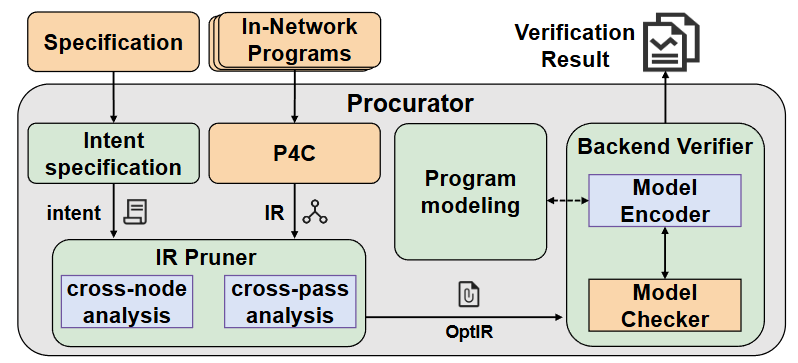 Specification
In-Network
Programs
Verification
Result
Procurator
Intent
specification
P4C
Program
modeling
Backend Verifier
Model
Encoder
intent
IR
IR Pruner
cross-node
analysis
cross-pass
analysis
OptIR
Model
Checker